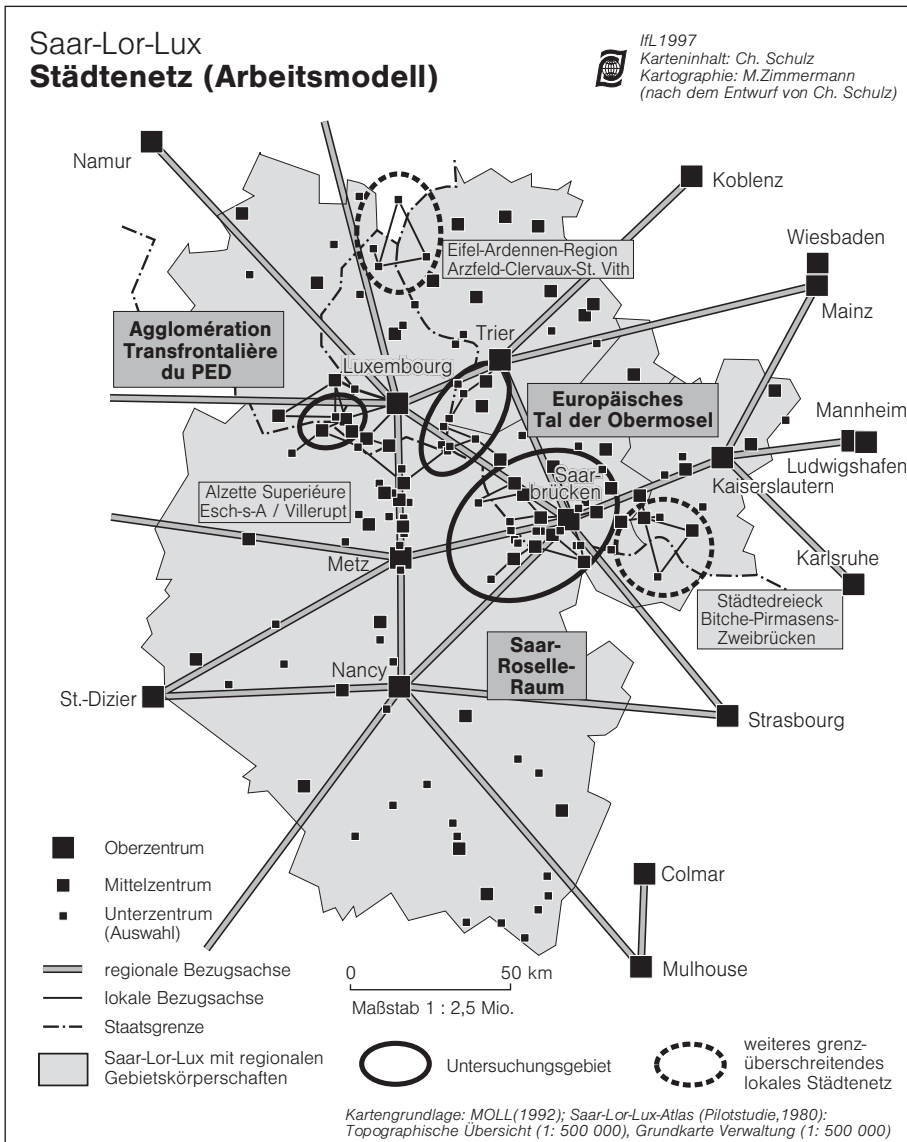 Saar-Lor-Lux
Städtenetz (Arbeitsmodell)
IfL1997
Karteninhalt: Ch. Schulz
Kartographie: M.Zimmermann
(nach dem Entwurf von Ch. Schulz)
Namur
Koblenz
Wiesbaden
Mainz
Eifel-Ardennen-Region
Arzfeld-Clervaux-St. Vith
Agglomération
Transfrontalière
du PED
Trier
Luxembourg
Europäisches
Tal der Obermosel
Mannheim
Ludwigshafen
Kaiserslautern
Saar-
brücken
Alzette Superiéure
Esch-s-A / Villerupt
Metz
Karlsruhe
Städtedreieck
Bitche-Pirmasens-
Zweibrücken
Saar-
Roselle-
Raum
Nancy
St.-Dizier
Strasbourg
Colmar
Mulhouse
Oberzentrum
Mittelzentrum
Unterzentrum
(Auswahl)
regionale Bezugsachse
lokale Bezugsachse
Staatsgrenze
Saar-Lor-Lux mit regionalen
Gebietskörperschaften
0 50 km
Maßstab 1 : 2,5 Mio.
Untersuchungsgebiet
weiteres grenz-
überschreitendes
lokales Städtenetz
Kartengrundlage: MOLL(1992); Saar-Lor-Lux-Atlas (Pilotstudie,1980):
Topographische Übersicht (1: 500 000), Grundkarte Verwaltung (1: 500 000)